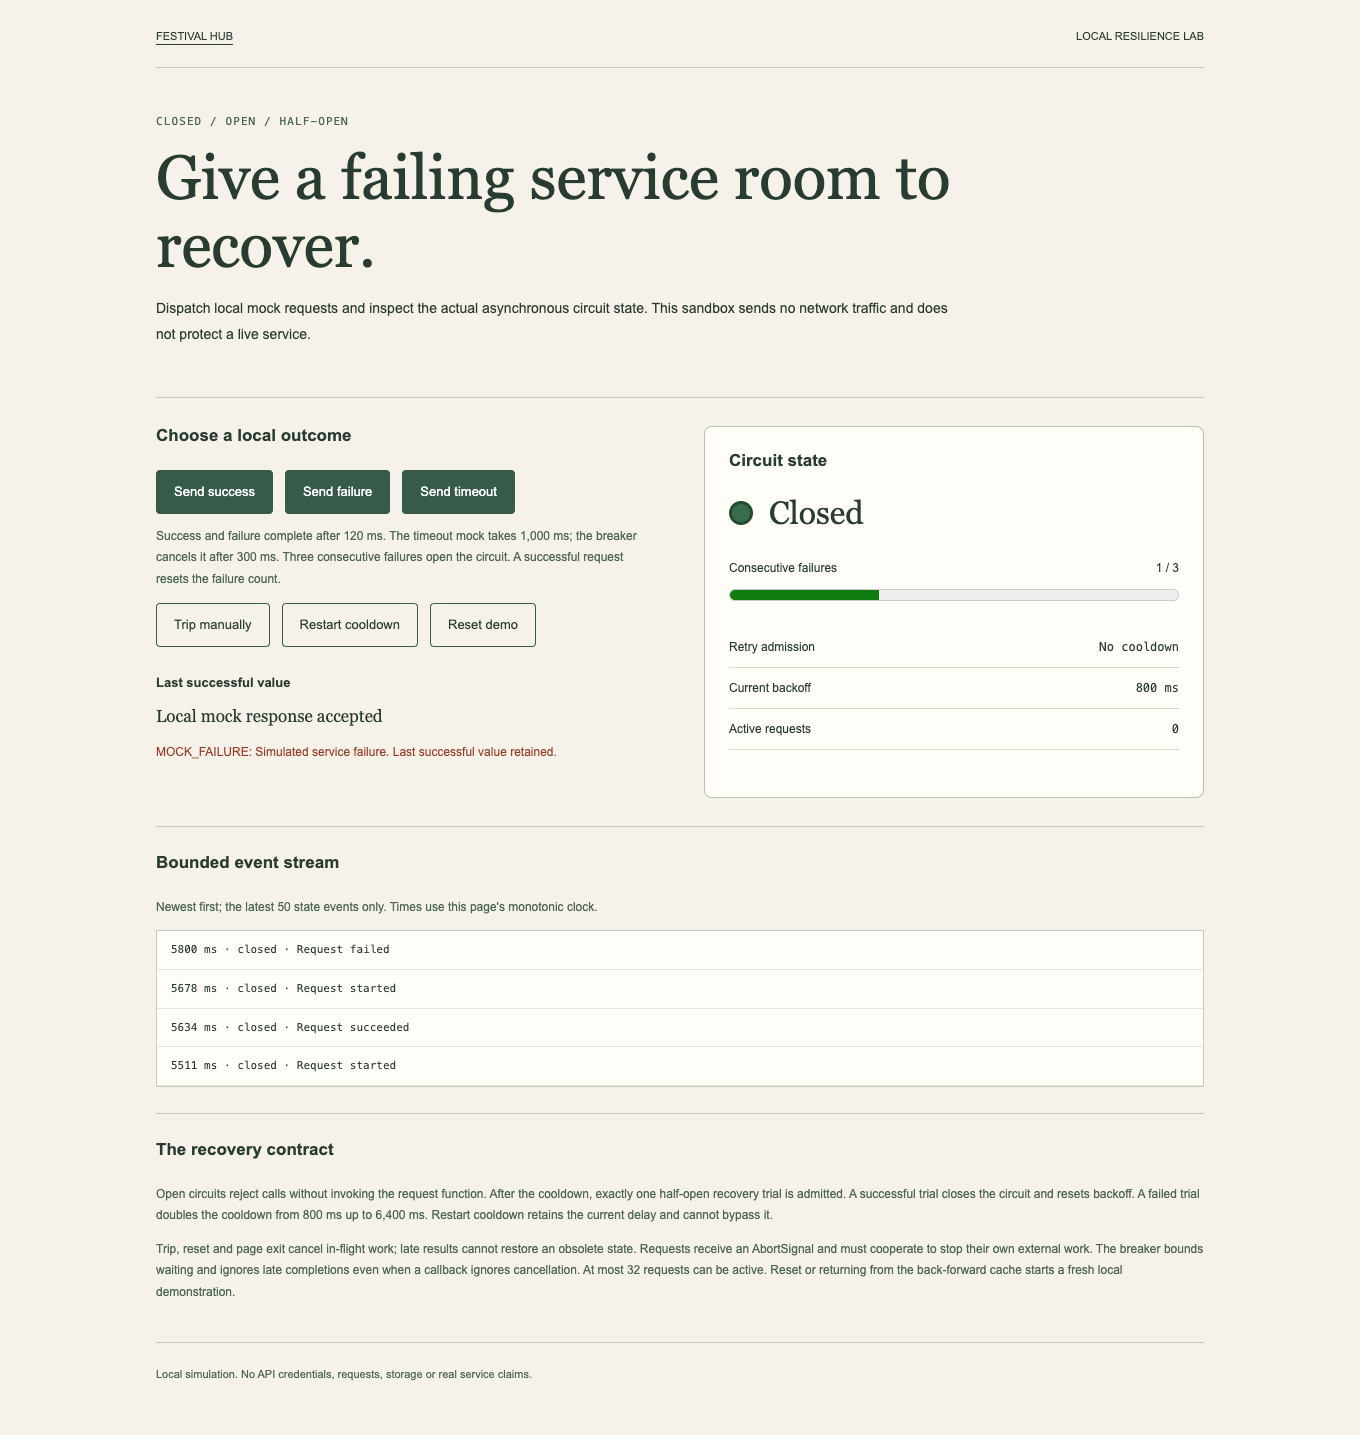 FESTIVAL HUB
LOCAL RESILIENCE LAB
CLOSED / OPEN / HALF-OPEN
Give a failing service room to
recover.
Dispatch local mock requests and inspect the actual asynchronous circuit state. This sandbox sends no network traffic and does
not protect a live service.
Choose a local outcome
Send success
Send failure
Send timeout
Success and failure complete after 120 ms. The timeout mock takes 1,000 ms; the breaker
cancels it after 300 ms. Three consecutive failures open the circuit. A successful request
resets the failure count.
Trip manually
Restart cooldown
Reset demo
Last successful value
Local mock response accepted
MOCK_FAILURE: Simulated service failure. Last successful value retained.
Circuit state
Closed
Consecutive failures
1 / 3
Retry admission
No cooldown
Current backoff
800 ms
Active requests
0
Bounded event stream
Newest first; the latest 50 state events only. Times use this page's monotonic clock.
5800 ms · closed · Request failed
5678 ms · closed · Request started
5634 ms · closed · Request succeeded
5511 ms · closed · Request started
The recovery contract
Open circuits reject calls without invoking the request function. After the cooldown, exactly one half-open recovery trial is admitted. A successful trial closes the circuit and resets backoff. A failed trial
doubles the cooldown from 800 ms up to 6,400 ms. Restart cooldown retains the current delay and cannot bypass it.
Trip, reset and page exit cancel in-flight work; late results cannot restore an obsolete state. Requests receive an AbortSignal and must cooperate to stop their own external work. The breaker bounds
waiting and ignores late completions even when a callback ignores cancellation. At most 32 requests can be active. Reset or returning from the back-forward cache starts a fresh local
demonstration.
Local simulation. No API credentials, requests, storage or real service claims.